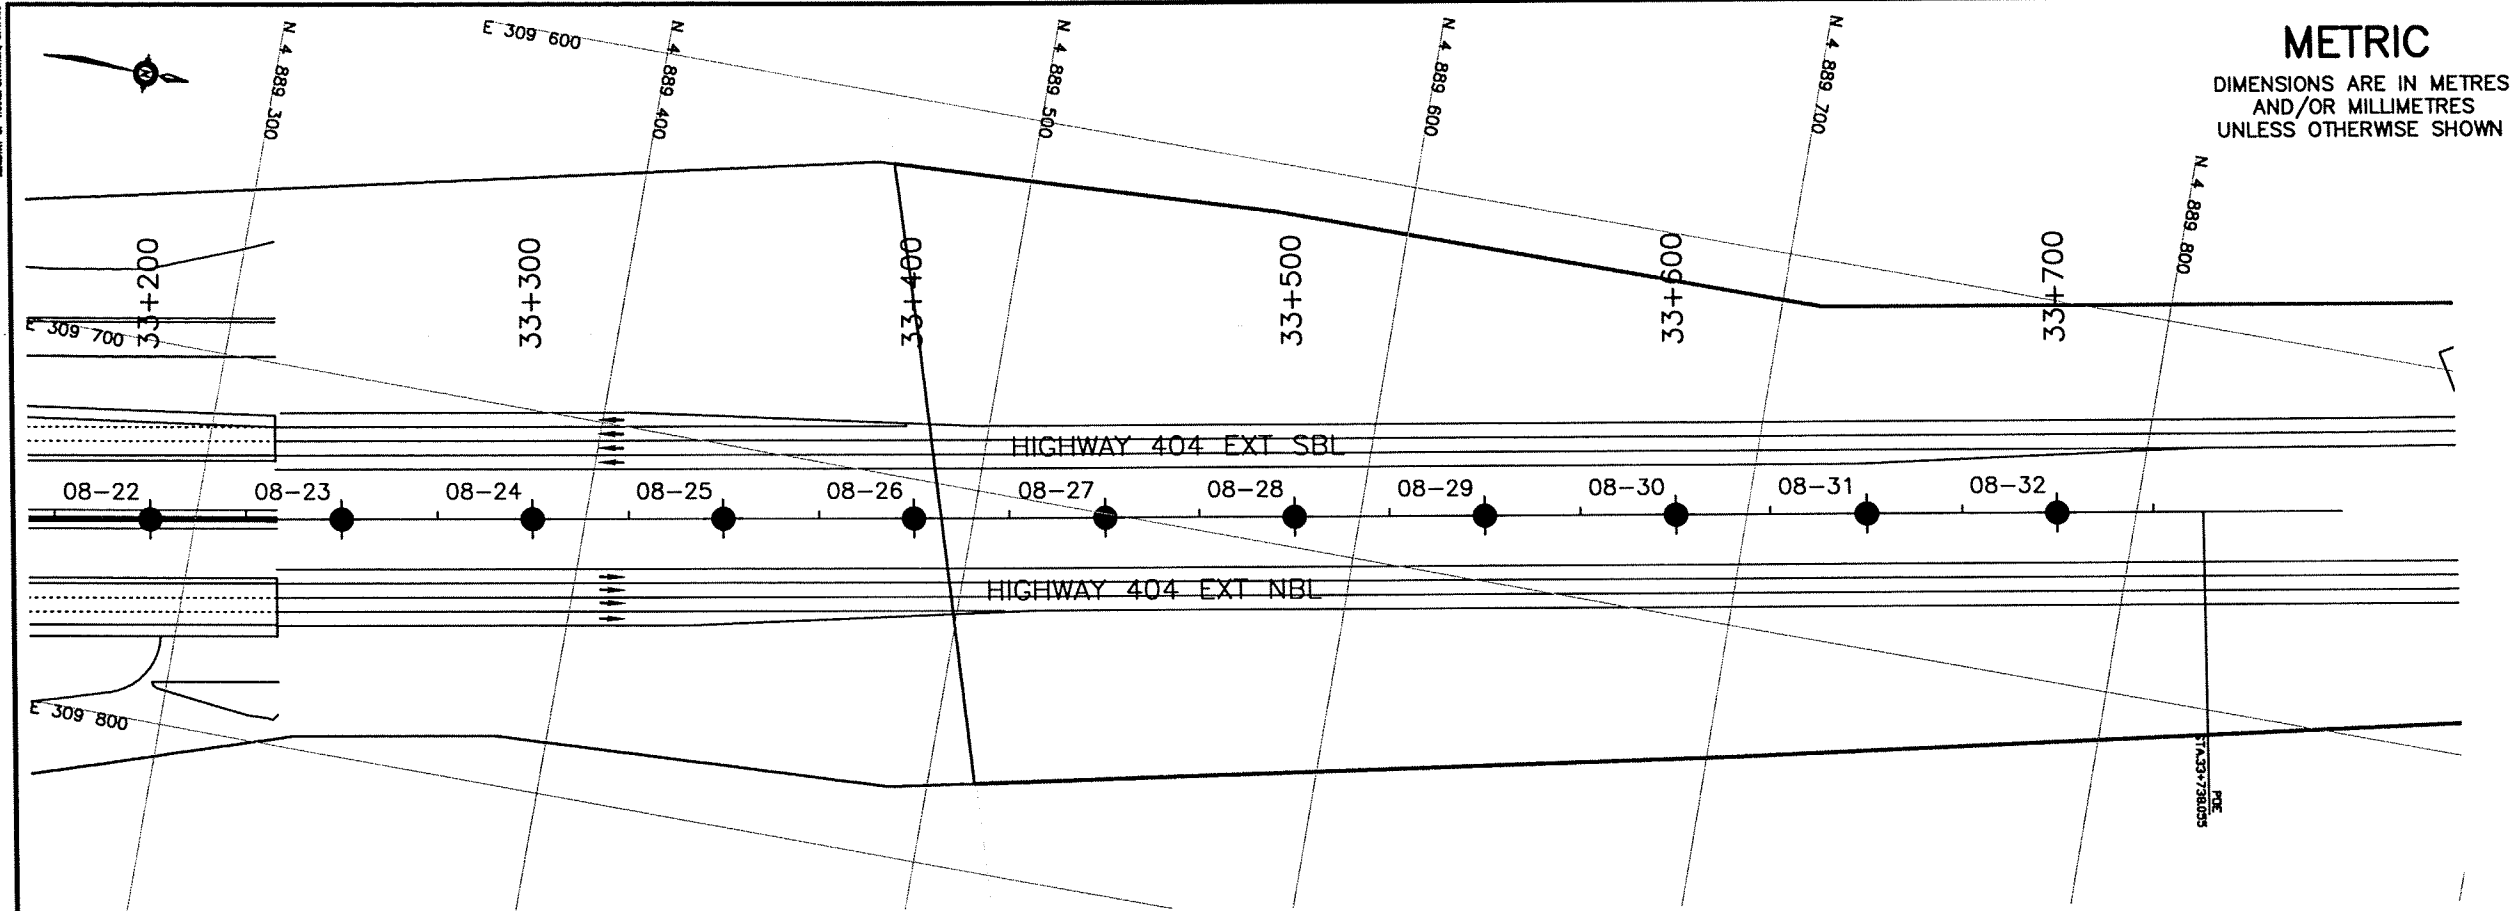 METRIC
DIMENSIONS ARE IN METRES
AND/OR MILLIMETRES
UNLESS OTHERWISE SHOWN
N 4 889 300
N 4 889 400
N 4 889 500
N 4 889 600
N 4 889 700
N 4 889 800
N
E 309 600
E 309 700
E 309 800
33+200
33+300
33+400
33+500
33+600
33+700
HIGHWAY 404 EXT SBL
08-22
08-23
08-24
08-25
08-26
08-27
08-28
08-29
08-30
08-31
08-32
HIGHWAY 404 EXT NBL
POE
STA.33+738.055